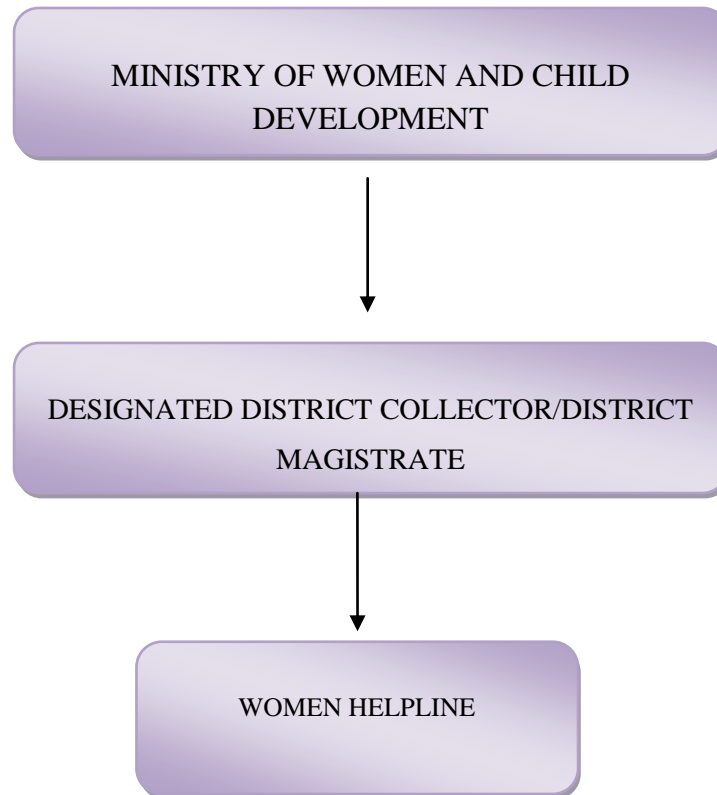 MINISTRY OF WOMEN AND CHILD
DEVELOPMENT
DESIGNATED DISTRICT COLLECTOR/DISTRICT
MAGISTRATE
WOMEN HELPLINE